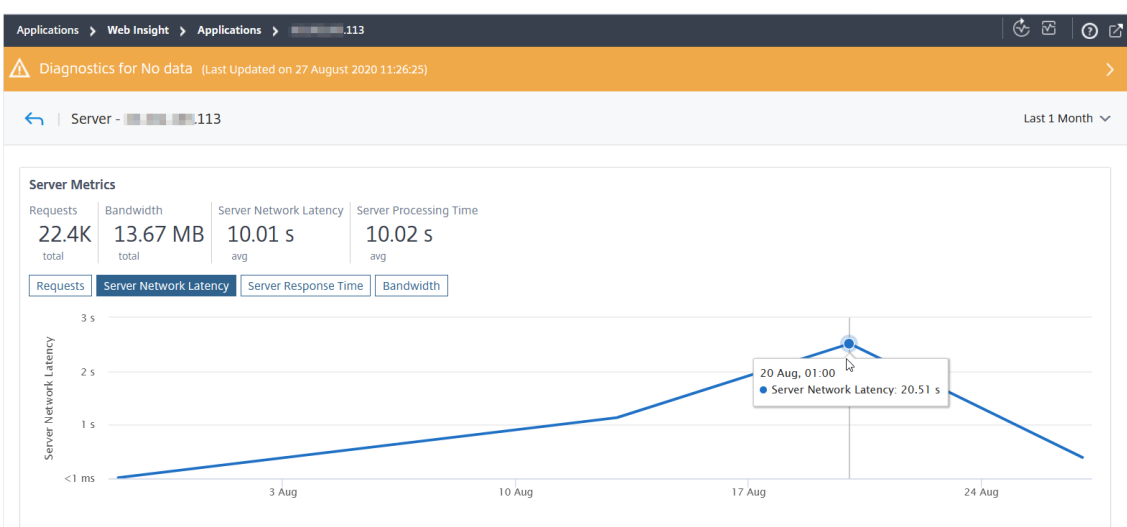 Applications > Web Insight > Applications > .113
Diagnostics for No data (Last Updated on 27 August 2020 11:26:25)
Server - .113
Last 1 Month
Server Metrics
Requests Bandwidth Server Network Latency Server Processing Time
22.4K 13.67 MB 10.01 s 10.02 s
total total avg avg
Requests Server Network Latency Server Response Time Bandwidth
Server Network Latency
3 s
2 s
1 s
<1 ms
20 Aug, 01:00
Server Network Latency: 20.51 s
3 Aug 10 Aug 17 Aug 24 Aug